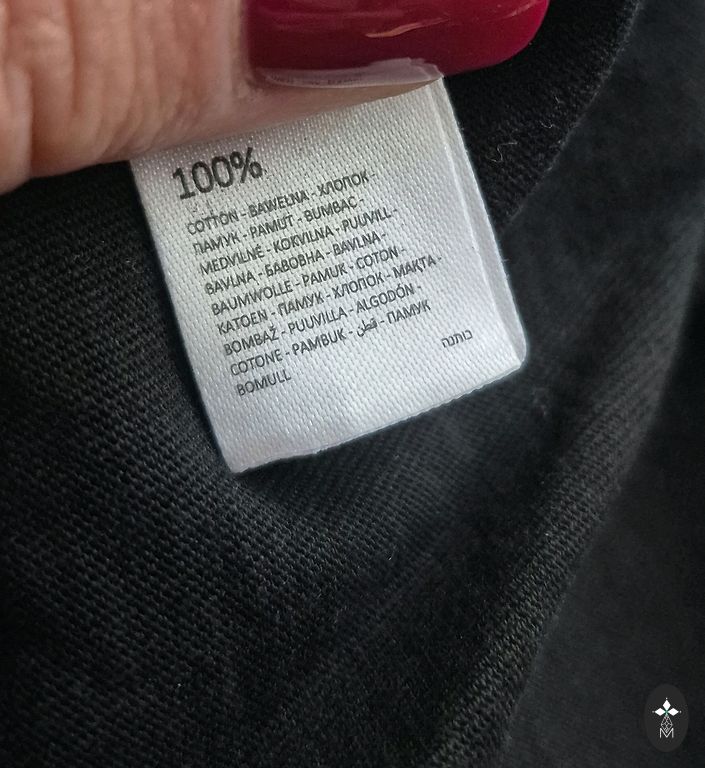 100%
COTTON - BAWEŁNA - ХЛОПОК -
ПАМУК - PAMUT - BUMBAC -
MEDVILNĖ - KOKVILNA - PUUVILL -
BAVLNA - БАВОВНА - BAVLNA -
BAUMWOLLE - PAMUK - COTON -
KATOEN - ПАМУК - ХЛОПОК - МАҚТА -
BOMBAŽ - PUUVILLA - ALGODÓN -
COTONE - PAMBUK - قطن - ПАМУК
BOMULL
כותנה
M